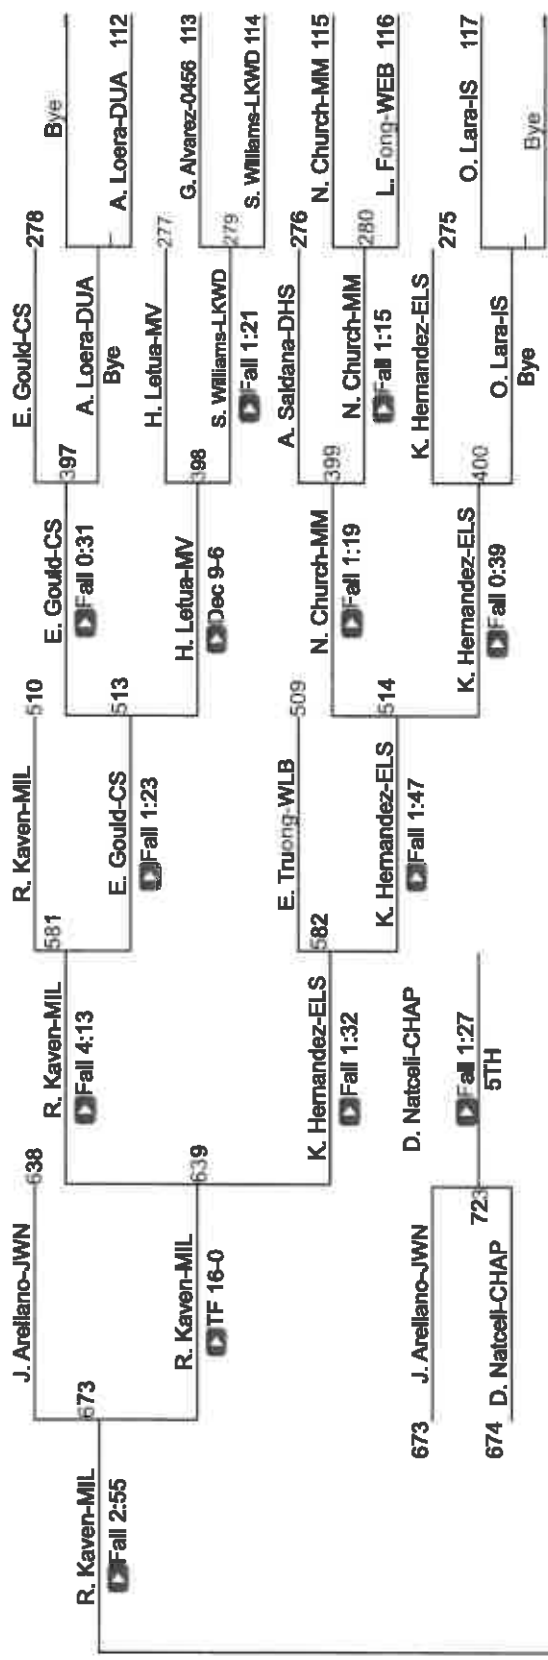 Bye
A. Loera-DUA 112
G. Alvarez-0456 113
S. Williams-LKWD 114
N. Church-MM 115
L. Fong-WEB 116
O. Lara-IS 117
Bye
E. Gould-CS 278
A. Loera-DUA
Bye
H. Letua-MV 277
S. Williams-LKWD 279
Fall 1:21
A. Saldana-DHS 276
N. Church-MM 280
Fall 1:15
K. Hernandez-ELS 275
O. Lara-IS
Bye
E. Gould-CS 397
Fall 0:31
H. Letua-MV 398
Dec 9-6
N. Church-MM 399
Fall 1:19
K. Hernandez-ELS 400
Fall 0:39
R. Kaven-MIL 510
E. Gould-CS 513
Fall 1:23
E. Truong-WLB 509
K. Hernandez-ELS 514
Fall 1:47
R. Kaven-MIL 581
Fall 4:13
K. Hernandez-ELS 582
Fall 1:32
D. Natceli-CHAP
Fall 1:27
5TH
J. Arellano-JWN 638
R. Kaven-MIL 639
TF 16-0
673 J. Arellano-JWN
723
674 D. Natceli-CHAP
R. Kaven-MIL 673
Fall 2:55